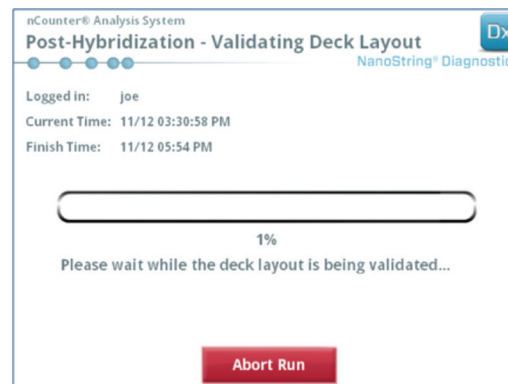 nCounter® Analysis System
Post-Hybridization - Validating Deck Layout
Dx
NanoString® Diagnostic
Logged in: joe
Current Time: 11/12 03:30:58 PM
Finish Time: 11/12 05:54 PM
1%
Please wait while the deck layout is being validated...
Abort Run